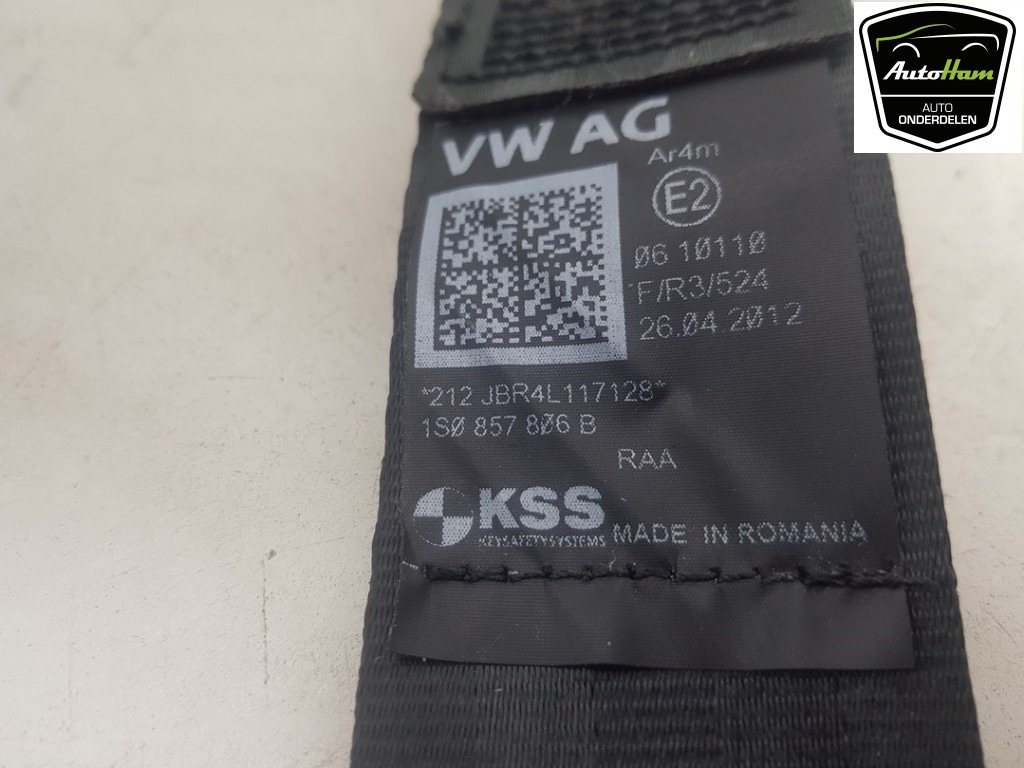 AutoHam
AUTO
ONDERDELEN
VW AG
Ar4m
E2
Ø6 1Ø11Ø
F/R3/524
26.Ø4.2Ø12
*212 JBR4L117128*
1SØ 857 8Ø6 B
RAA
KSS
KEYSAFETYSYSTEMS
MADE IN ROMANIA